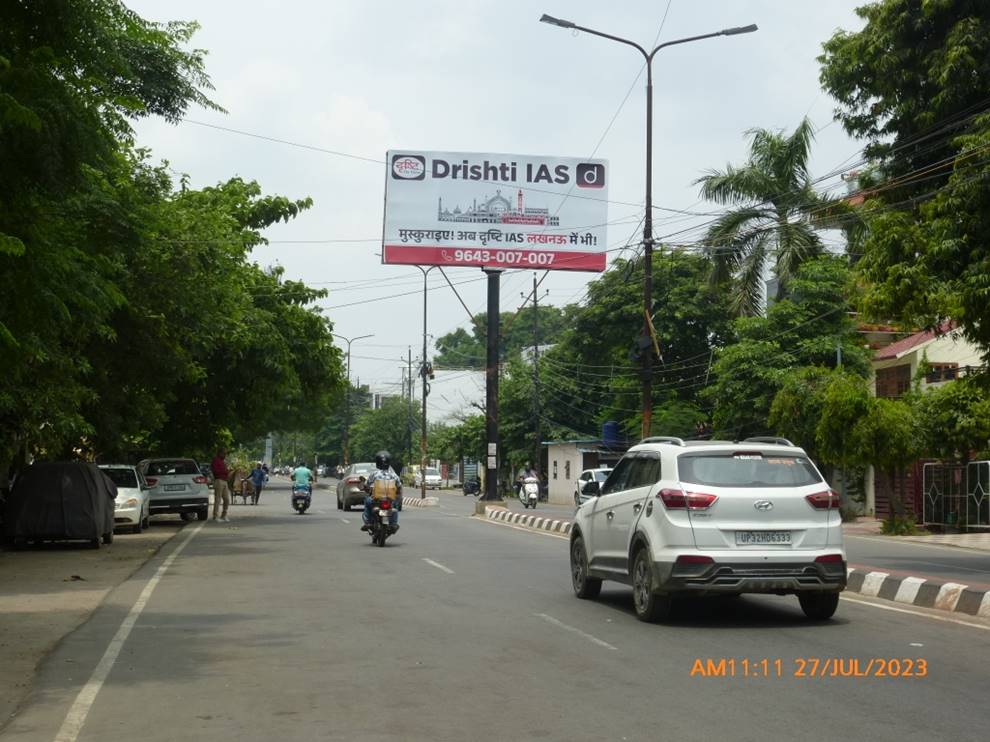 दृष्टि
Drishti IAS
d
मुस्कुराइए! अब दृष्टि IAS लखनऊ में भी!
9643-007-007
UP32HD6333
AM11:11 27/JUL/2023